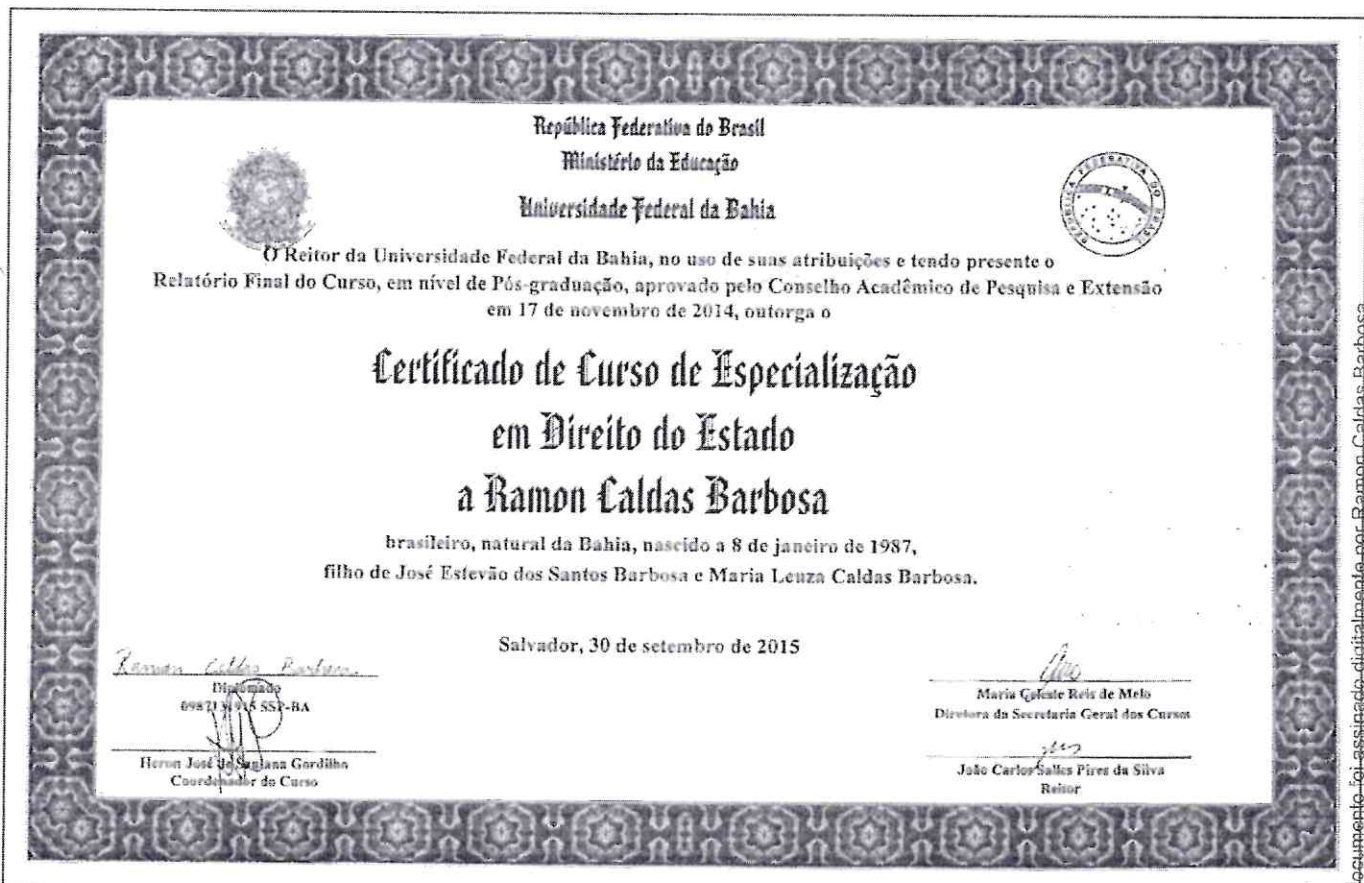 República Federativa do Brasil
Ministério da Educação
Universidade Federal da Bahia
REPÚBLICA FEDERATIVA DO BRASIL
O Reitor da Universidade Federal da Bahia, no uso de suas atribuições e tendo presente o
Relatório Final do Curso, em nível de Pós-graduação, aprovado pelo Conselho Acadêmico de Pesquisa e Extensão
em 17 de novembro de 2014, outorga o
Certificado de Curso de Especialização
em Direito do Estado
a Ramon Caldas Barbosa
brasileiro, natural da Bahia, nascido a 8 de janeiro de 1987,
filho de José Estevão dos Santos Barbosa e Maria Leuza Caldas Barbosa.
Salvador, 30 de setembro de 2015
Ramon Caldas Barbosa
Diplomado
SSP-BA
Heron José de Santana Gordilho
Coordenador do Curso
Maria Celeste Reis de Melo
Diretora da Secretaria Geral dos Cursos
João Carlos Salles Pires da Silva
Reitor
ocumento foi assinado digitalmente por Ramon Caldas Barbosa